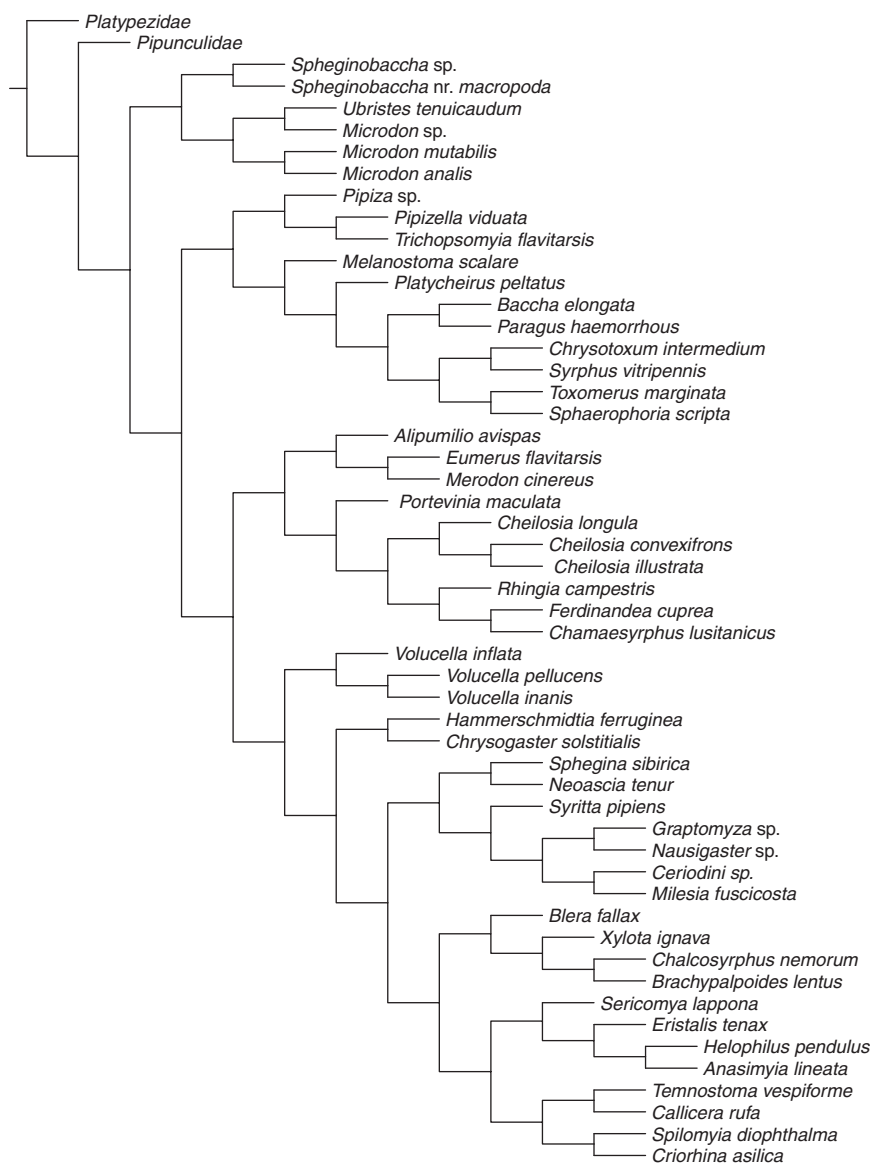 Platypezidae
Pipunculidae
Spheginobaccha sp.
Spheginobaccha nr. macropoda
Ubristes tenuicaudum
Microdon sp.
Microdon mutabilis
Microdon analis
Pipiza sp.
Pipizella viduata
Trichopsomyia flavitarsis
Melanostoma scalare
Platycheirus peltatus
Baccha elongata
Paragus haemorrhous
Chrysotoxum intermedium
Syrphus vitripennis
Toxomerus marginata
Sphaerophoria scripta
Alipumilio avispas
Eumerus flavitarsis
Merodon cinereus
Portevinia maculata
Cheilosia longula
Cheilosia convexifrons
Cheilosia illustrata
Rhingia campestris
Ferdinandea cuprea
Chamaesyrphus lusitanicus
Volucella inflata
Volucella pellucens
Volucella inanis
Hammerschmidtia ferruginea
Chrysogaster solstitialis
Sphegina sibirica
Neoascia tenur
Syritta pipiens
Graptomyza sp.
Nausigaster sp.
Ceriodini sp.
Milesia fuscicosta
Blera fallax
Xylota ignava
Chalcosyrphus nemorum
Brachypalpoides lentus
Sericomya lappona
Eristalis tenax
Helophilus pendulus
Anasimyia lineata
Temnostoma vespiforme
Callicera rufa
Spilomyia diophthalma
Criorhina asilica